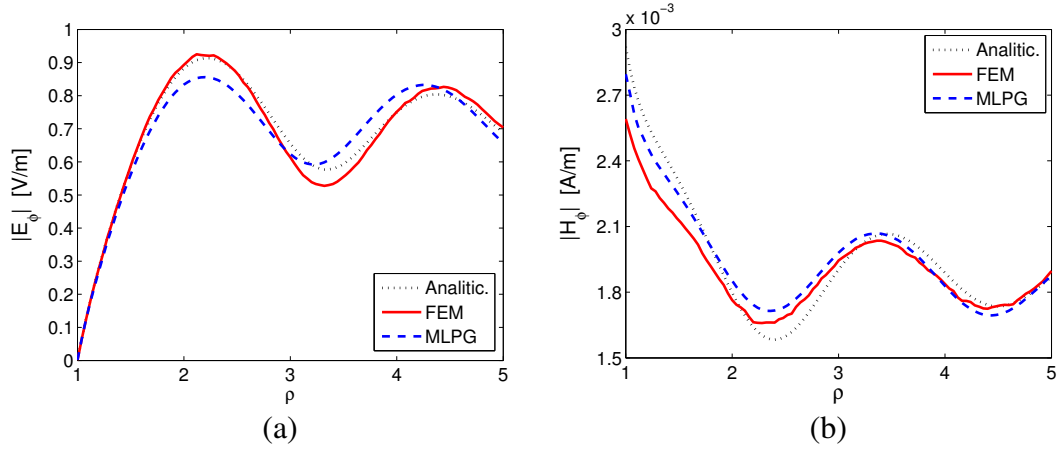 1
0.9
0.8
0.7
0.6
0.5
0.4
0.3
0.2
0.1
0
|E_ϕ| [V/m]
Analitic.
FEM
MLPG
1 2 3 4 5
ρ
(a)
x 10^-3
3
2.7
2.4
2.1
1.8
1.5
|H_ϕ| [A/m]
Analitic.
FEM
MLPG
1 2 3 4 5
ρ
(b)